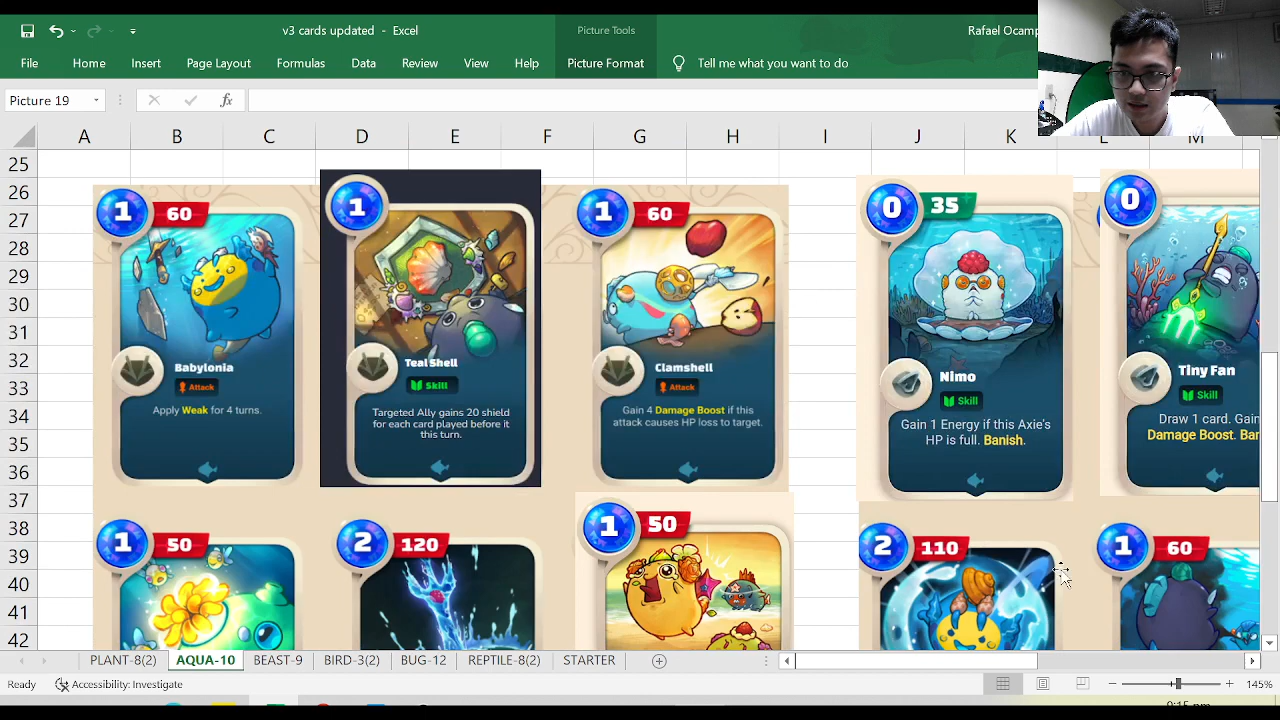 v3 cards updated - Excel
Picture Tools
Rafael Ocamp
File
Home
Insert
Page Layout
Formulas
Data
Review
View
Help
Picture Format
Tell me what you want to do
Picture 19
fx
A B C D E F G H I J K L M
25
26
27
28
29
30
31
32
33
34
35
36
37
38
39
40
41
42
1 60
Babylonia
Attack
Apply Weak for 4 turns.
1
Teal Shell
Skill
Targeted Ally gains 20 shield
for each card played before it
this turn.
1 60
Clamshell
Attack
Gain 4 Damage Boost if this
attack causes HP loss to target.
0 35
Nimo
Skill
Gain 1 Energy if this Axie's
HP is full. Banish.
0
Tiny Fan
Skill
Draw 1 card. Gain
Damage Boost. Ban
1 50
2 120
1 50
2 110
1 60
PLANT-8(2)
AQUA-10
BEAST-9
BIRD-3(2)
BUG-12
REPTILE-8(2)
STARTER
Ready
Accessibility: Investigate
145%